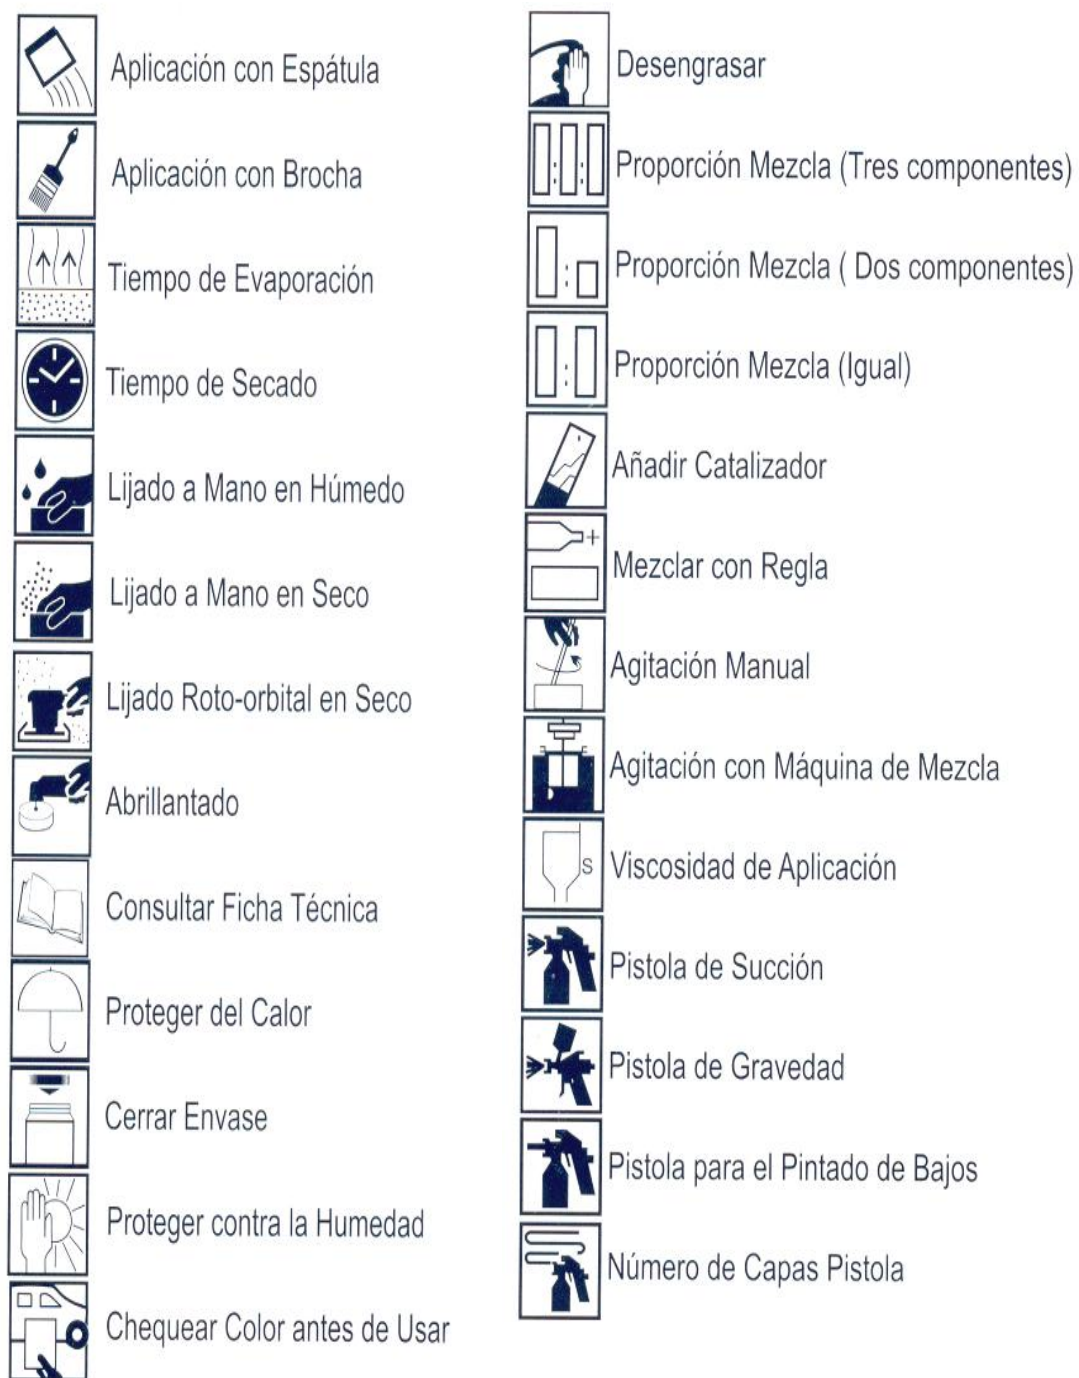 Aplicación con Espátula
Aplicación con Brocha
Tiempo de Evaporación
Tiempo de Secado
Lijado a Mano en Húmedo
Lijado a Mano en Seco
Lijado Roto-orbital en Seco
Abrillantado
Consultar Ficha Técnica
Proteger del Calor
Cerrar Envase
Proteger contra la Humedad
Chequear Color antes de Usar
Desengrasar
Proporción Mezcla (Tres componentes)
Proporción Mezcla ( Dos componentes)
Proporción Mezcla (Igual)
Añadir Catalizador
+
Mezclar con Regla
Agitación Manual
Agitación con Máquina de Mezcla
S
Viscosidad de Aplicación
Pistola de Succión
Pistola de Gravedad
Pistola para el Pintado de Bajos
Número de Capas Pistola